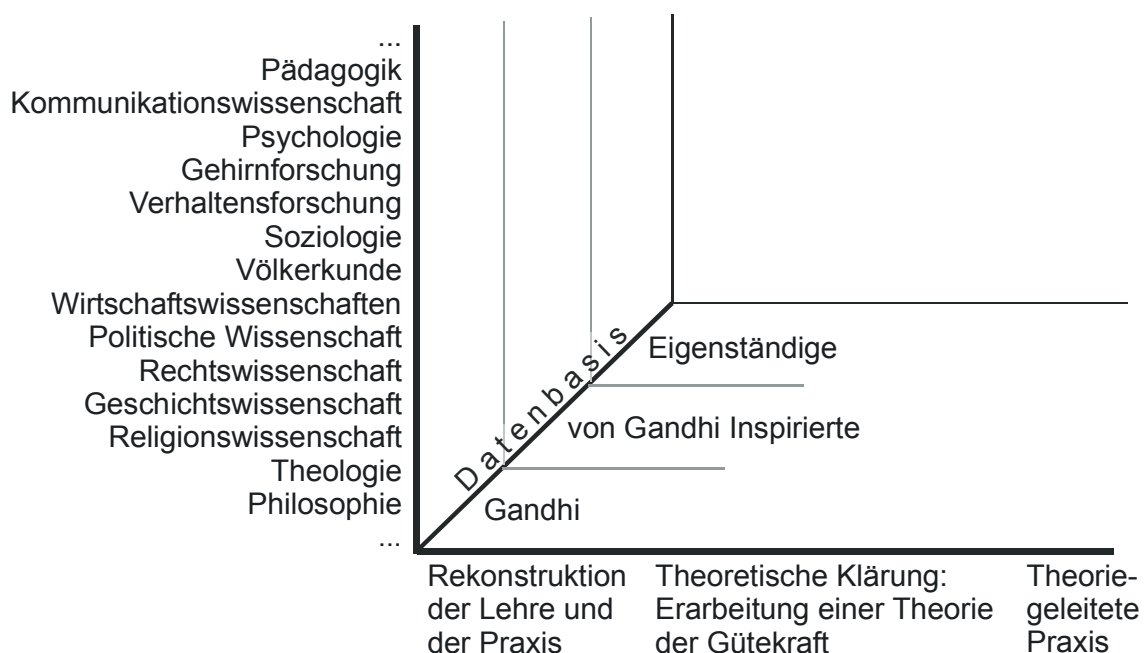 ...
Pädagogik
Kommunikationswissenschaft
Psychologie
Gehirnforschung
Verhaltensforschung
Soziologie
Völkerkunde
Wirtschaftswissenschaften
Politische Wissenschaft
Rechtswissenschaft
Geschichtswissenschaft
Religionswissenschaft
Theologie
Philosophie
...
Datenbasis
Eigenständige
von Gandhi Inspirierte
Gandhi
Rekonstruktion
der Lehre und
der Praxis
Theoretische Klärung:
Erarbeitung einer Theorie
der Gütekraft
Theorie-
geleitete
Praxis